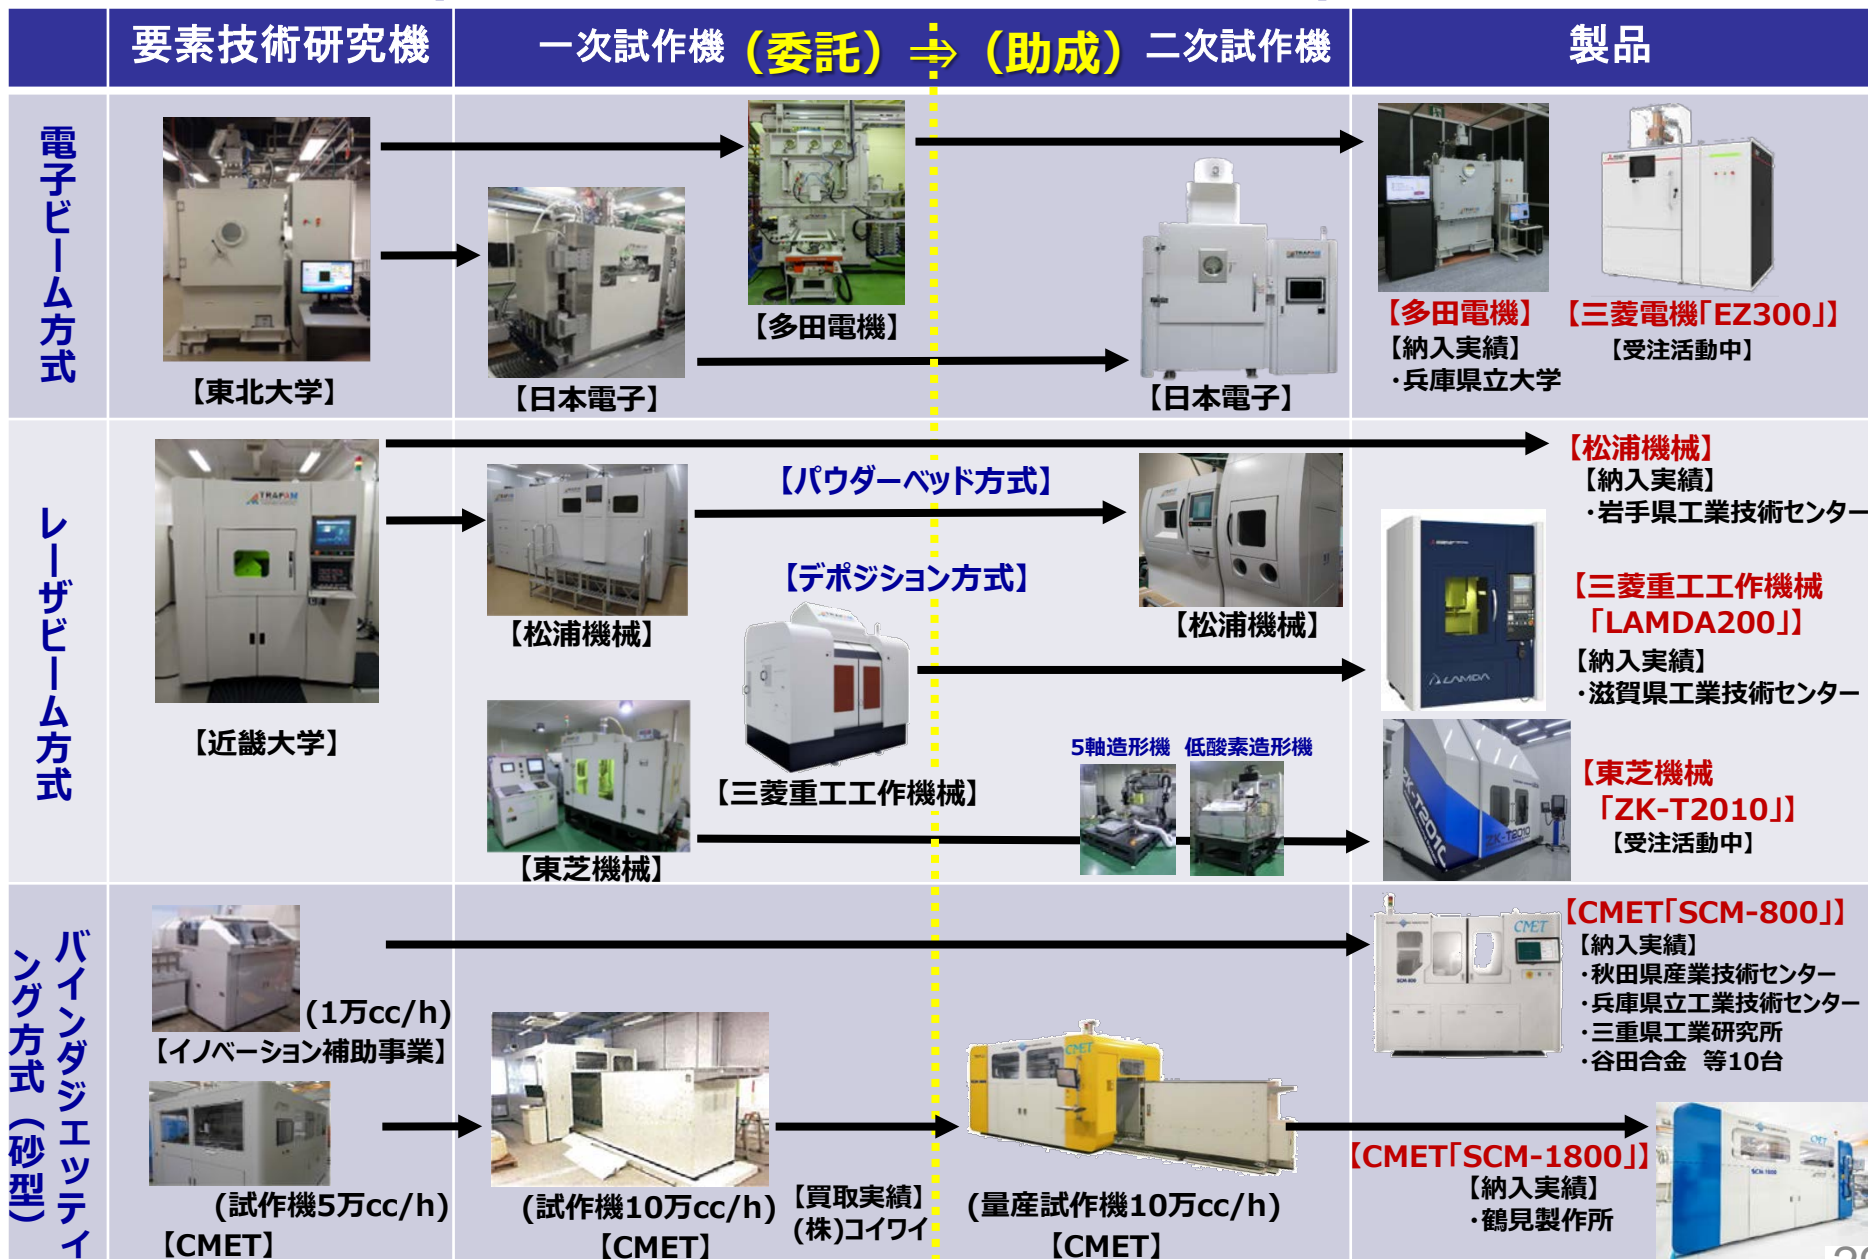 要素技術研究機
一次試作機
（委託）⇒（助成）
二次試作機
製品
電子ビーム方式
【東北大学】
【日本電子】
TRAFAM
【多田電機】
【日本電子】
【多田電機】
【納入実績】
・兵庫県立大学
【三菱電機「EZ300」】
【受注活動中】
レーザビーム方式
TRAFAM
【近畿大学】
【松浦機械】
【パウダーベッド方式】
【松浦機械】
【デポジション方式】
【三菱重工工作機械】
【東芝機械】
5軸造形機
低酸素造形機
【松浦機械】
【納入実績】
・岩手県工業技術センター
LAMDA
【三菱重工工作機械
「LAMDA200」】
【納入実績】
・滋賀県工業技術センター
ZK-T2010
ZK-T2010
【東芝機械
「ZK-T2010」】
【受注活動中】
バインダジェッティ
ング方式（砂型）
(1万cc/h)
【イノベーション補助事業】
(試作機5万cc/h)
【CMET】
(試作機10万cc/h)
【CMET】
【買取実績】
(株)コイワイ
CMET
(量産試作機10万cc/h)
【CMET】
CMET
SCM-800
【CMET「SCM-800」】
【納入実績】
・秋田県産業技術センター
・兵庫県立工業技術センター
・三重県工業研究所
・谷田合金 等10台
【CMET「SCM-1800」】
【納入実績】
・鶴見製作所
CMET
SCM-1800